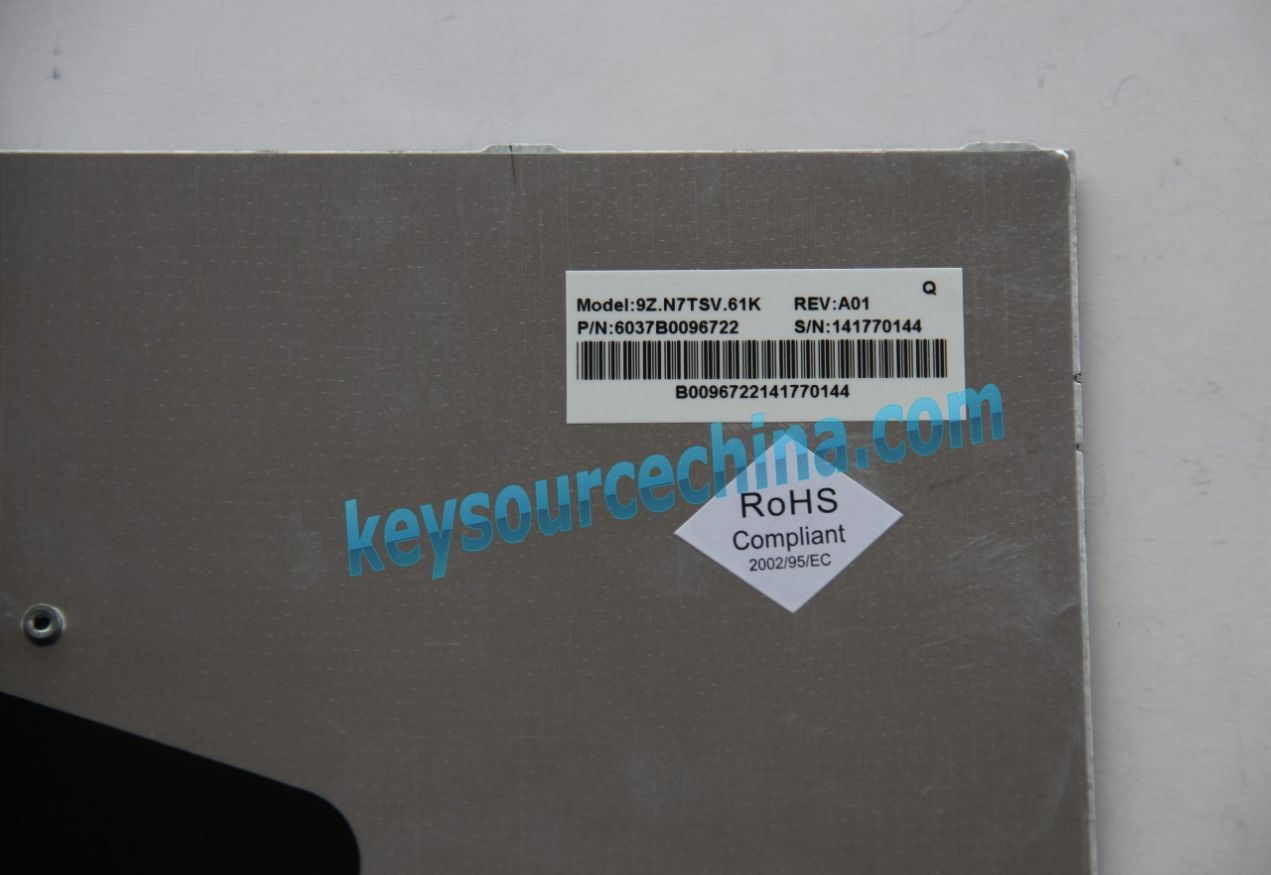 Q
Model:9Z.N7TSV.61K REV:A01
P/N:6037B0096722 S/N:141770144
B0096722141770144
keysourcechina.com
RoHS
Compliant
2002/95/EC